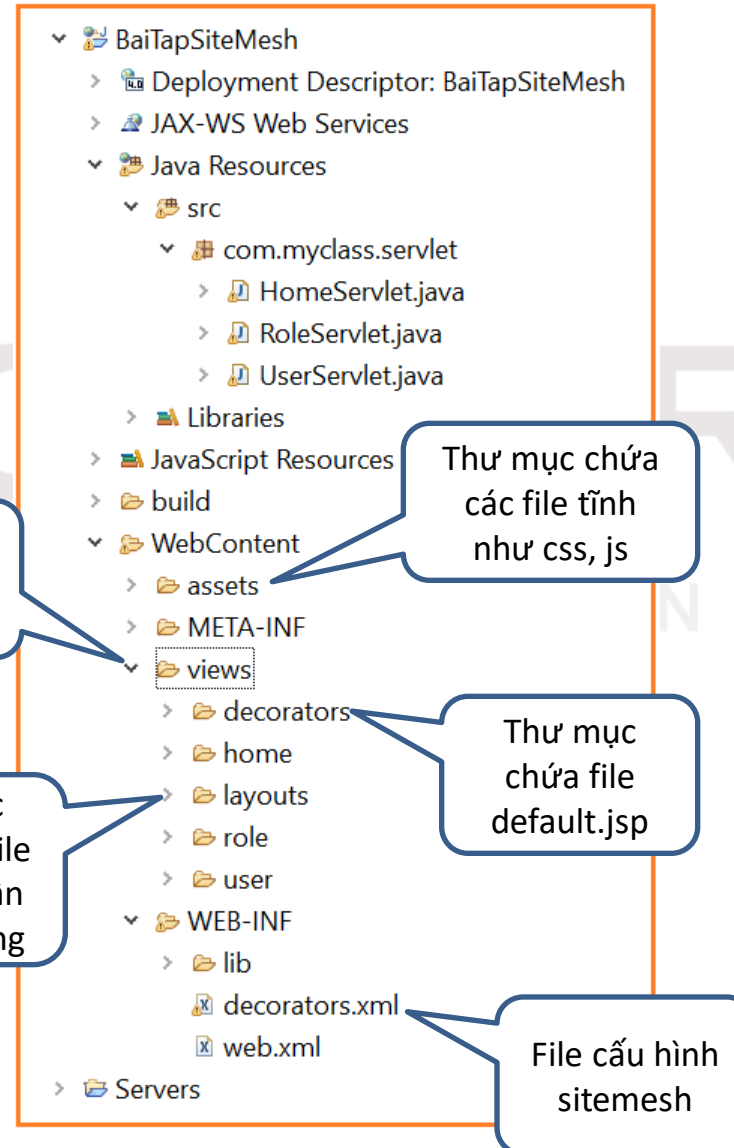 BaiTapSiteMesh
Deployment Descriptor: BaiTapSiteMesh
JAX-WS Web Services
Java Resources
src
com.myclass.servlet
HomeServlet.java
RoleServlet.java
UserServlet.java
Libraries
JavaScript Resources
build
WebContent
assets
META-INF
views
decorators
home
layouts
role
user
WEB-INF
lib
decorators.xml
web.xml
Servers
Thư mục chứa
các file tĩnh
như css, js
Thư mục
chứa file
default.jsp
File cấu hình
sitemesh
N
4.0